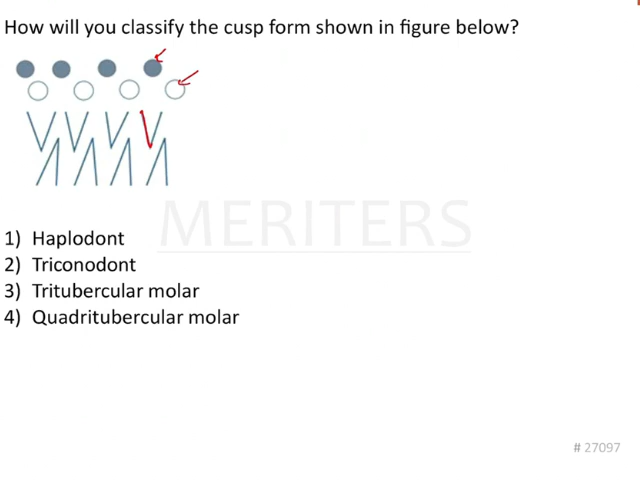 How will you classify the cusp form shown in figure below?
MERITERS
1) Haplodont
2) Triconodont
3) Tritubercular molar
4) Quadritubercular molar
# 27097